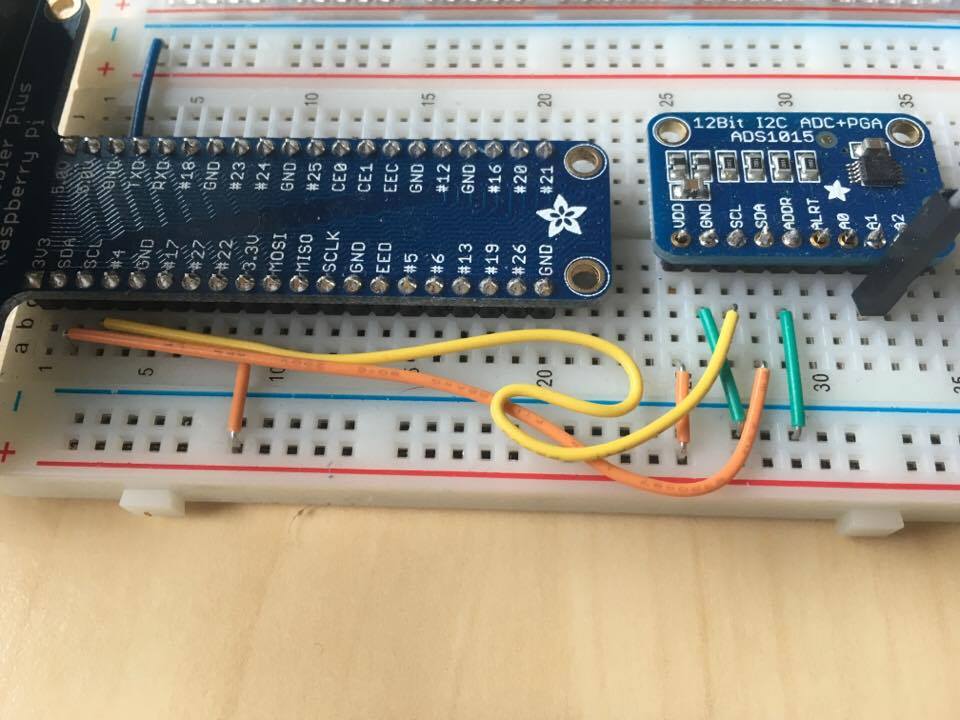 +
−
+
1 5 10 15 20 25 30 35
j
Raspberry Pi
5.0V 5.0V GND TXD RXD #18 GND #23 #24 GND #25 CE0 CE1 EEC GND #12 GND #16 #20 #21
3V3 SDA SCL #4 GND #17 #27 #22 3.3V MOSI MISO SCLK GND EED #5 #6 #13 #19 #26 GND
12Bit I2C ADC+PGA
ADS1015
VDD GND SCL SDA ADDR ALRT A0 A1 A2
c
b
a
1 5 10 20 30
−
+